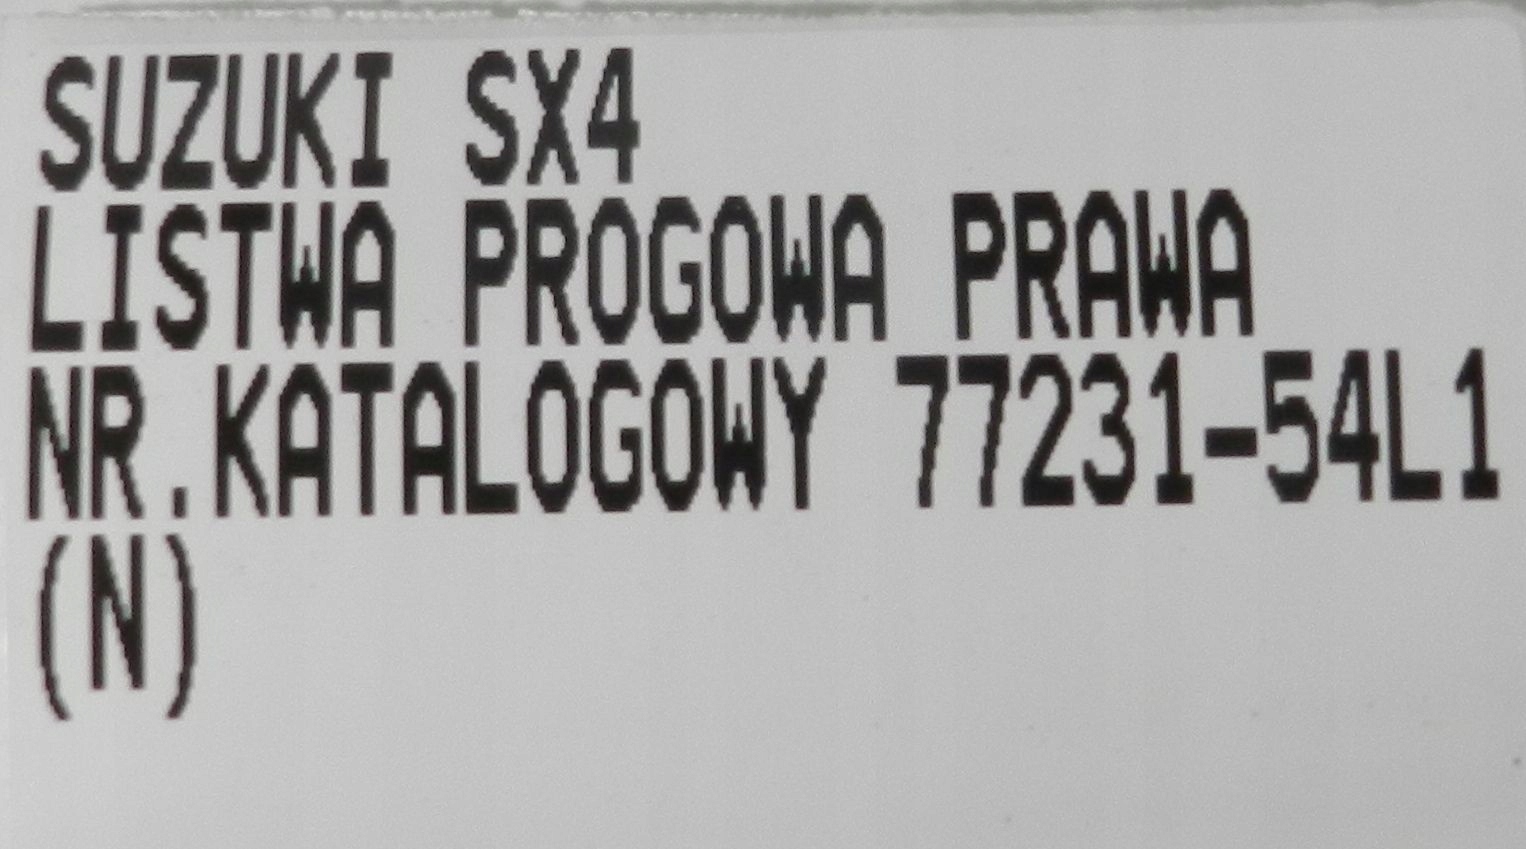 SUZUKI SX4
LISTWA PROGOWA PRAWA
NR.KATALOGOWY 77231-54L1
(N)